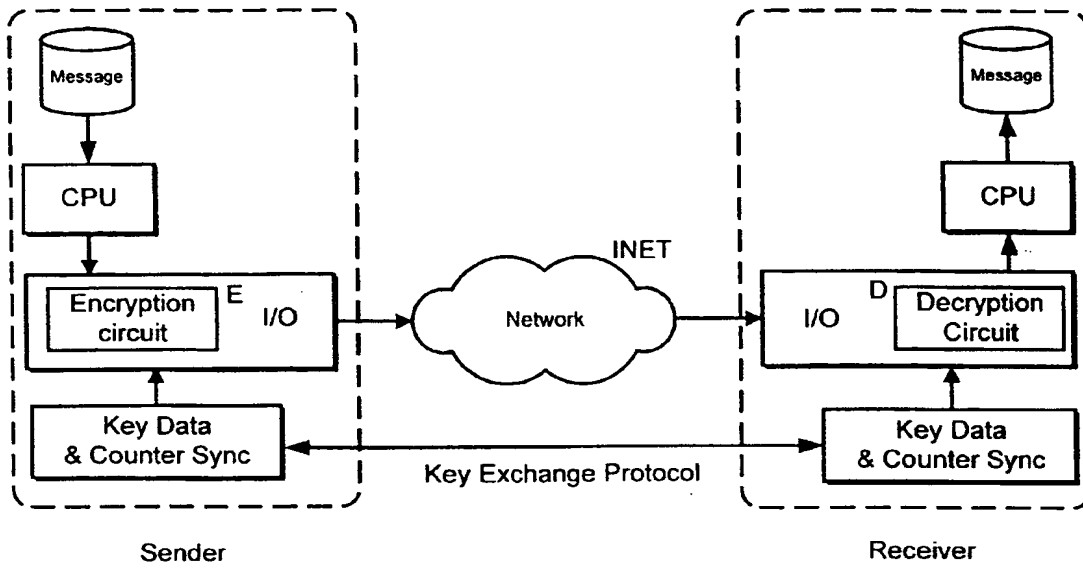 Message
CPU
Encryption
circuit
E
I/O
Key Data
& Counter Sync
Sender
INET
Network
Key Exchange Protocol
Message
CPU
I/O
D
Decryption
Circuit
Key Data
& Counter Sync
Receiver